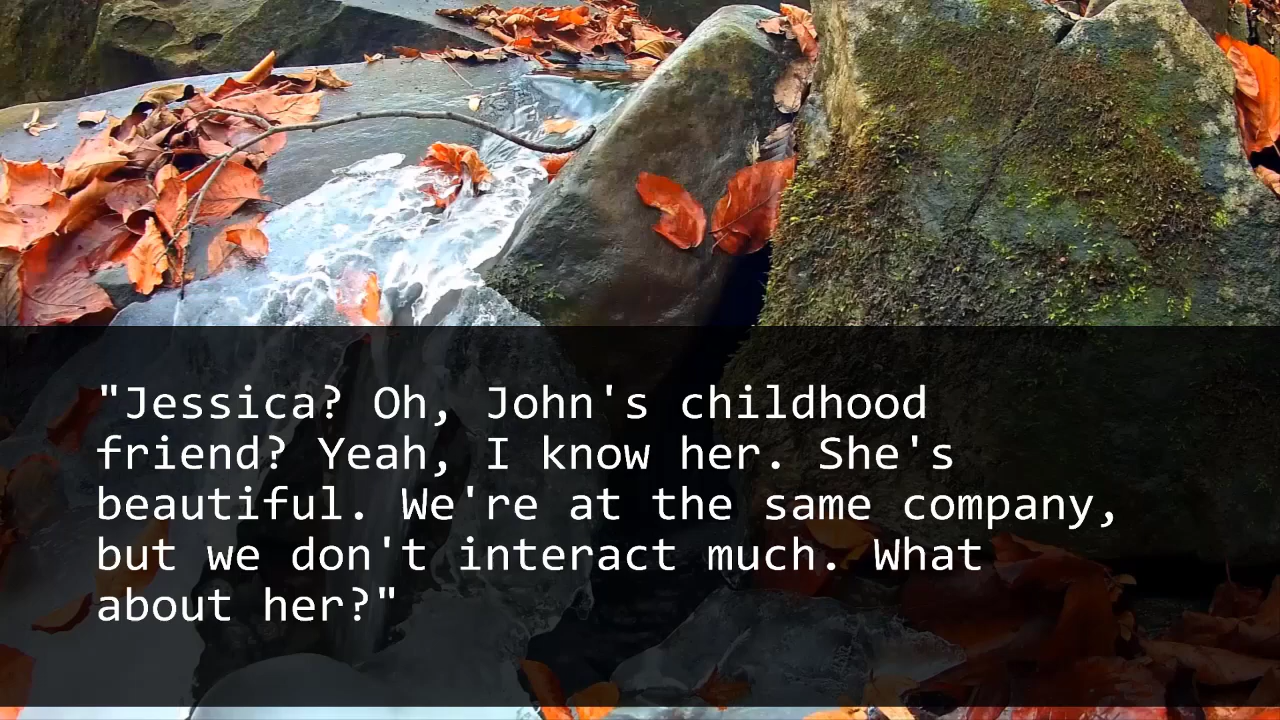 "Jessica? Oh, John's childhood
friend? Yeah, I know her. She's
beautiful. We're at the same company,
but we don't interact much. What
about her?"